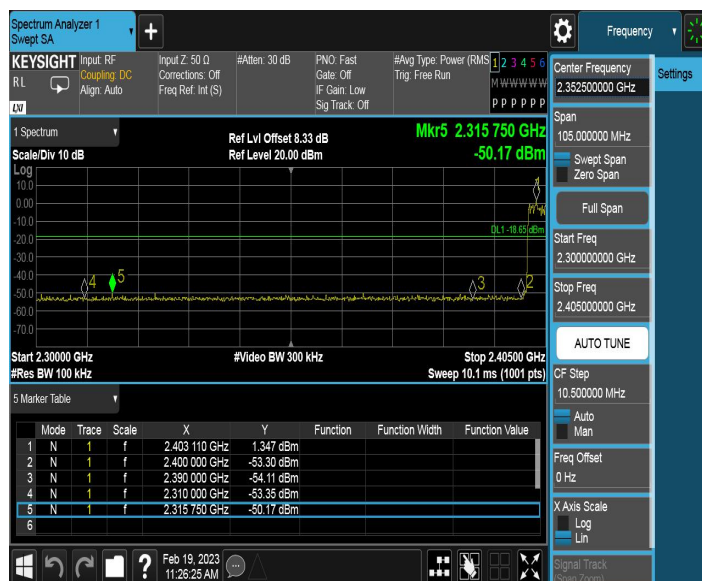 Spectrum Analyzer 1
Swept SA
+
Frequency
KEYSIGHT
Input: RF
Coupling: DC
Align: Auto
Input Z: 50 Ω
Corrections: Off
Freq Ref: Int (S)
#Atten: 30 dB
PNO: Fast
Gate: Off
IF Gain: Low
Sig Track: Off
#Avg Type: Power (RMS
Trig: Free Run
1 2 3 4 5 6
M W W W W W
P P P P P P
RL
LXI
1 Spectrum
Scale/Div 10 dB
Ref Lvl Offset 8.33 dB
Ref Level 20.00 dBm
Mkr5 2.315 750 GHz
-50.17 dBm
Log
10.0
0.00
-10.0
-20.0
-30.0
-40.0
-50.0
-60.0
-70.0
DL1 -18.65 dBm
1
4
5
3
2
Start 2.30000 GHz
#Video BW 300 kHz
Stop 2.40500 GHz
#Res BW 100 kHz
Sweep 10.1 ms (1001 pts)
5 Marker Table
Mode Trace Scale X Y Function Function Width Function Value
1 N 1 f 2.403 110 GHz 1.347 dBm
2 N 1 f 2.400 000 GHz -53.30 dBm
3 N 1 f 2.390 000 GHz -54.11 dBm
4 N 1 f 2.310 000 GHz -53.35 dBm
5 N 1 f 2.315 750 GHz -50.17 dBm
6
?
Feb 19, 2023
11:26:25 AM
Settings
Center Frequency
2.352500000 GHz
Span
105.000000 MHz
Swept Span
Zero Span
Full Span
Start Freq
2.300000000 GHz
Stop Freq
2.405000000 GHz
AUTO TUNE
CF Step
10.500000 MHz
Auto
Man
Freq Offset
0 Hz
X Axis Scale
Log
Lin
Signal Track
(Span Zoom)